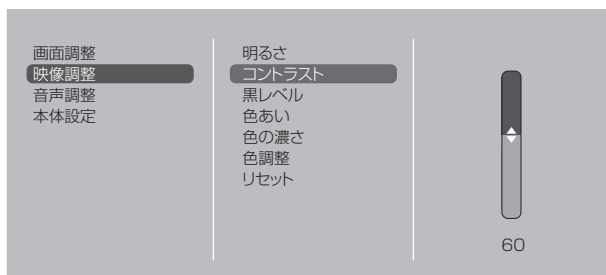 画面調整
映像調整
音声調整
本体設定
明るさ
コントラスト
黒レベル
色あい
色の濃さ
色調整
リセット
60